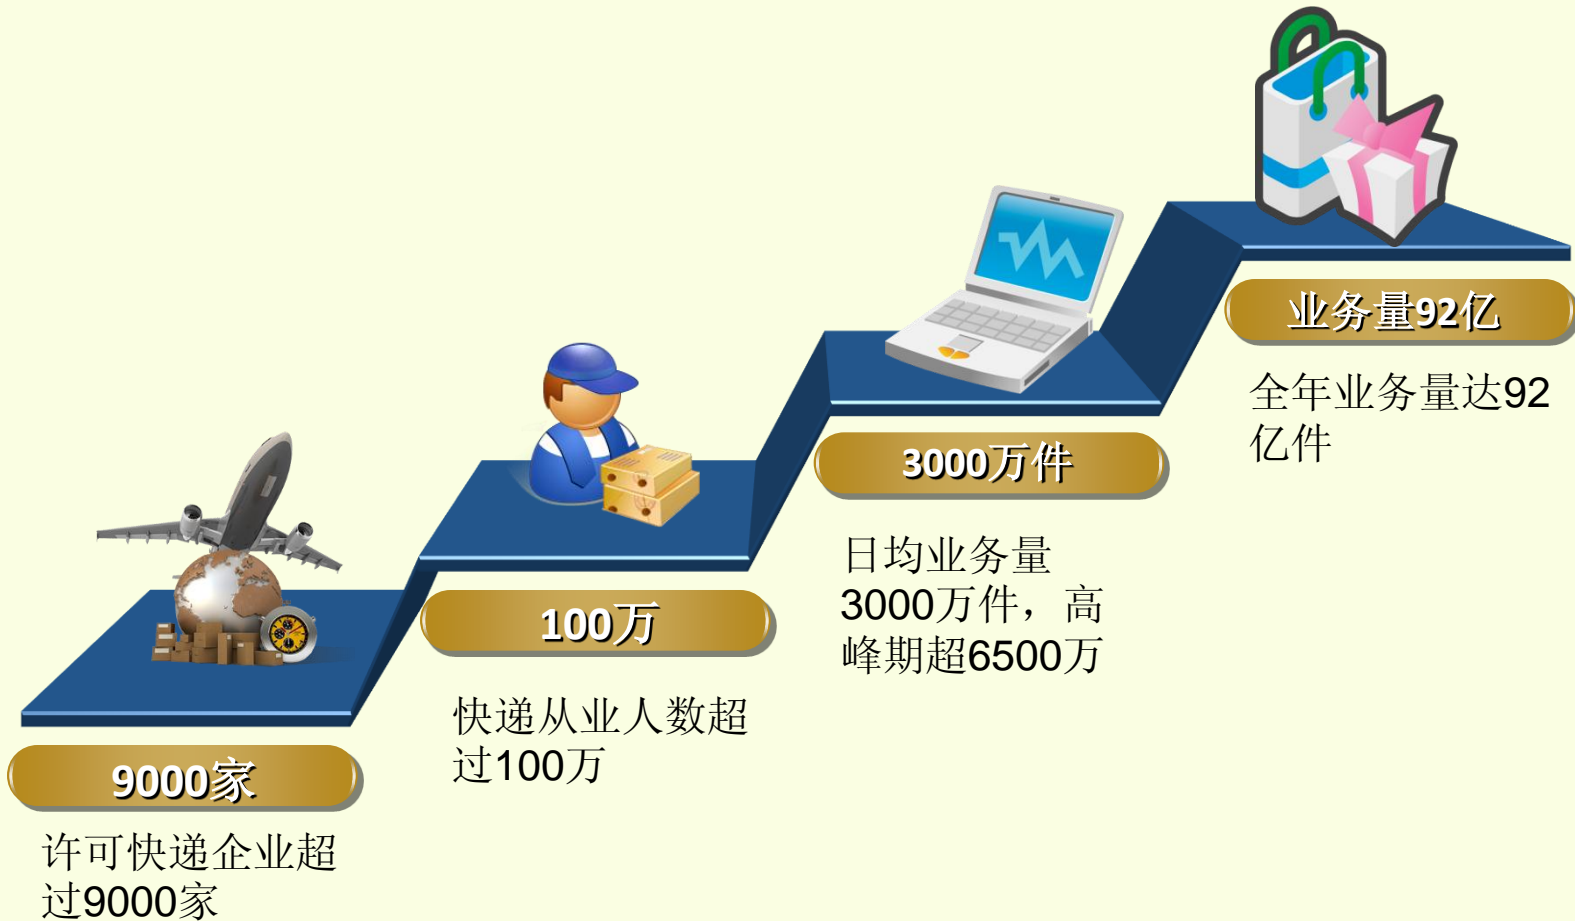 业务量92亿
全年业务量达92
亿件
3000万件
日均业务量
3000万件，高
峰期超6500万
100万
快递从业人数超
过100万
9000家
许可快递企业超
过9000家